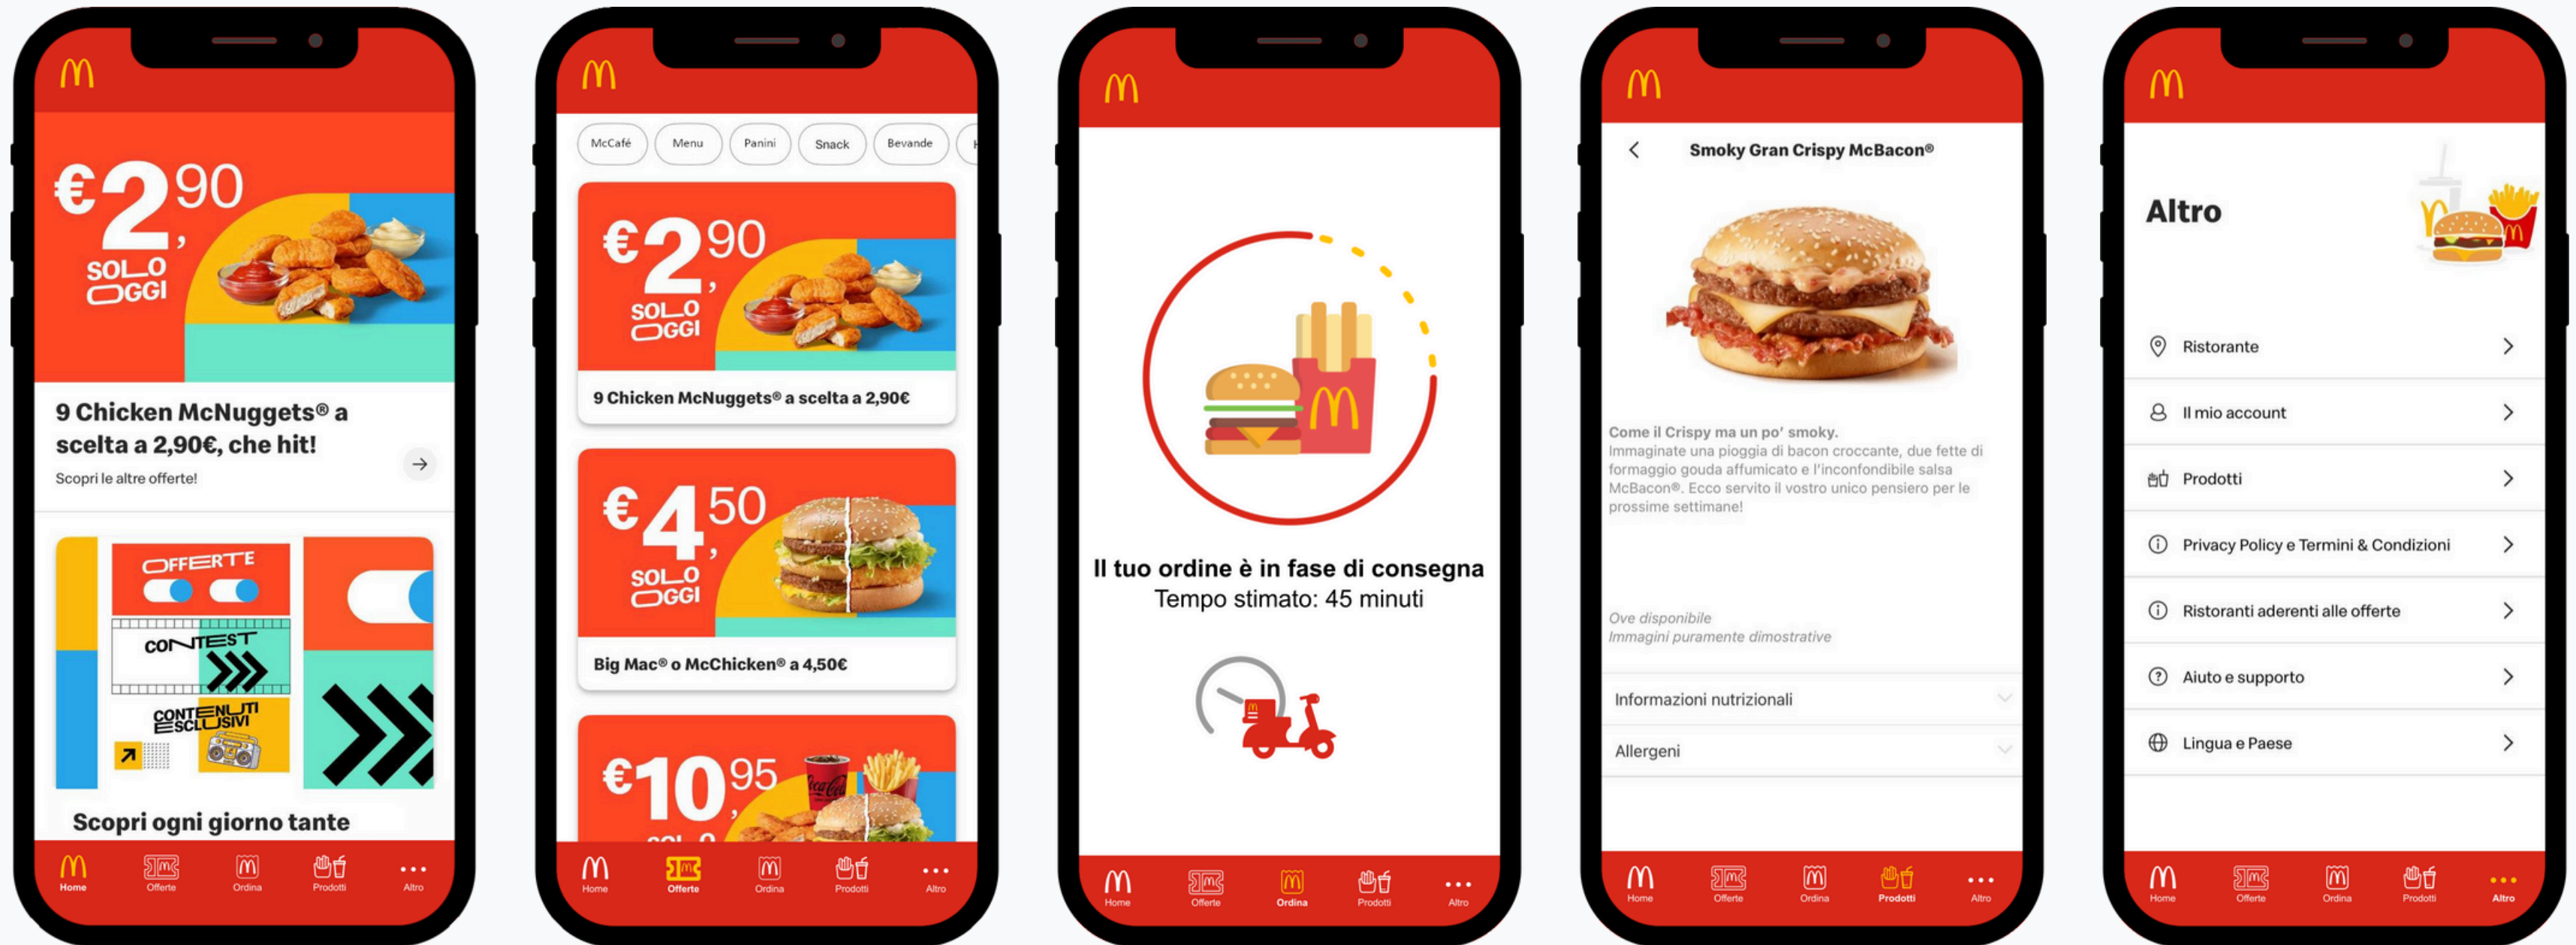 €2,90
SOLO
OGGI
9 Chicken McNuggets® a
scelta a 2,90€, che hit!
Scopri le altre offerte!
OFFERTE
CONTEST
CONTENUTI
ESCLUSIVI
Scopri ogni giorno tante
Home
Offerte
Ordina
Prodotti
Altro
McCafé
Menu
Panini
Snack
Bevande
€2,90
SOLO
OGGI
9 Chicken McNuggets® a scelta a 2,90€
€4,50
SOLO
OGGI
Big Mac® o McChicken® a 4,50€
€10,95
SOLO
Coca-Cola
Home
Offerte
Ordina
Prodotti
Altro
Il tuo ordine è in fase di consegna
Tempo stimato: 45 minuti
Home
Offerte
Ordina
Prodotti
Altro
Smoky Gran Crispy McBacon®
Come il Crispy ma un po' smoky.
Immaginate una pioggia di bacon croccante, due fette di
formaggio gouda affumicato e l'inconfondibile salsa
McBacon®. Ecco servito il vostro unico pensiero per le
prossime settimane!
Ove disponibile
Immagini puramente dimostrative
Informazioni nutrizionali
Allergeni
Home
Offerte
Ordina
Prodotti
Altro
Altro
Ristorante
Il mio account
Prodotti
Privacy Policy e Termini & Condizioni
Ristoranti aderenti alle offerte
Aiuto e supporto
Lingua e Paese
Home
Offerte
Ordina
Prodotti
Altro